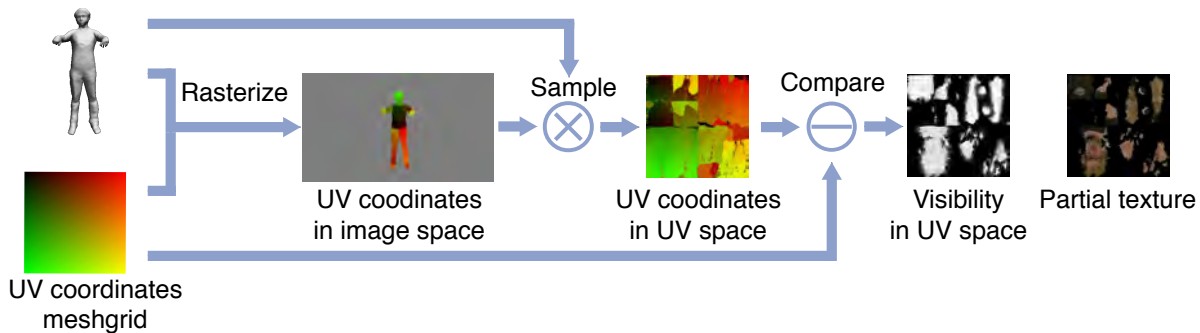 Rasterize
Sample
Compare
UV coodinates
in image space
UV coodinates
in UV space
Visibility
in UV space
Partial texture
UV coordinates
meshgrid